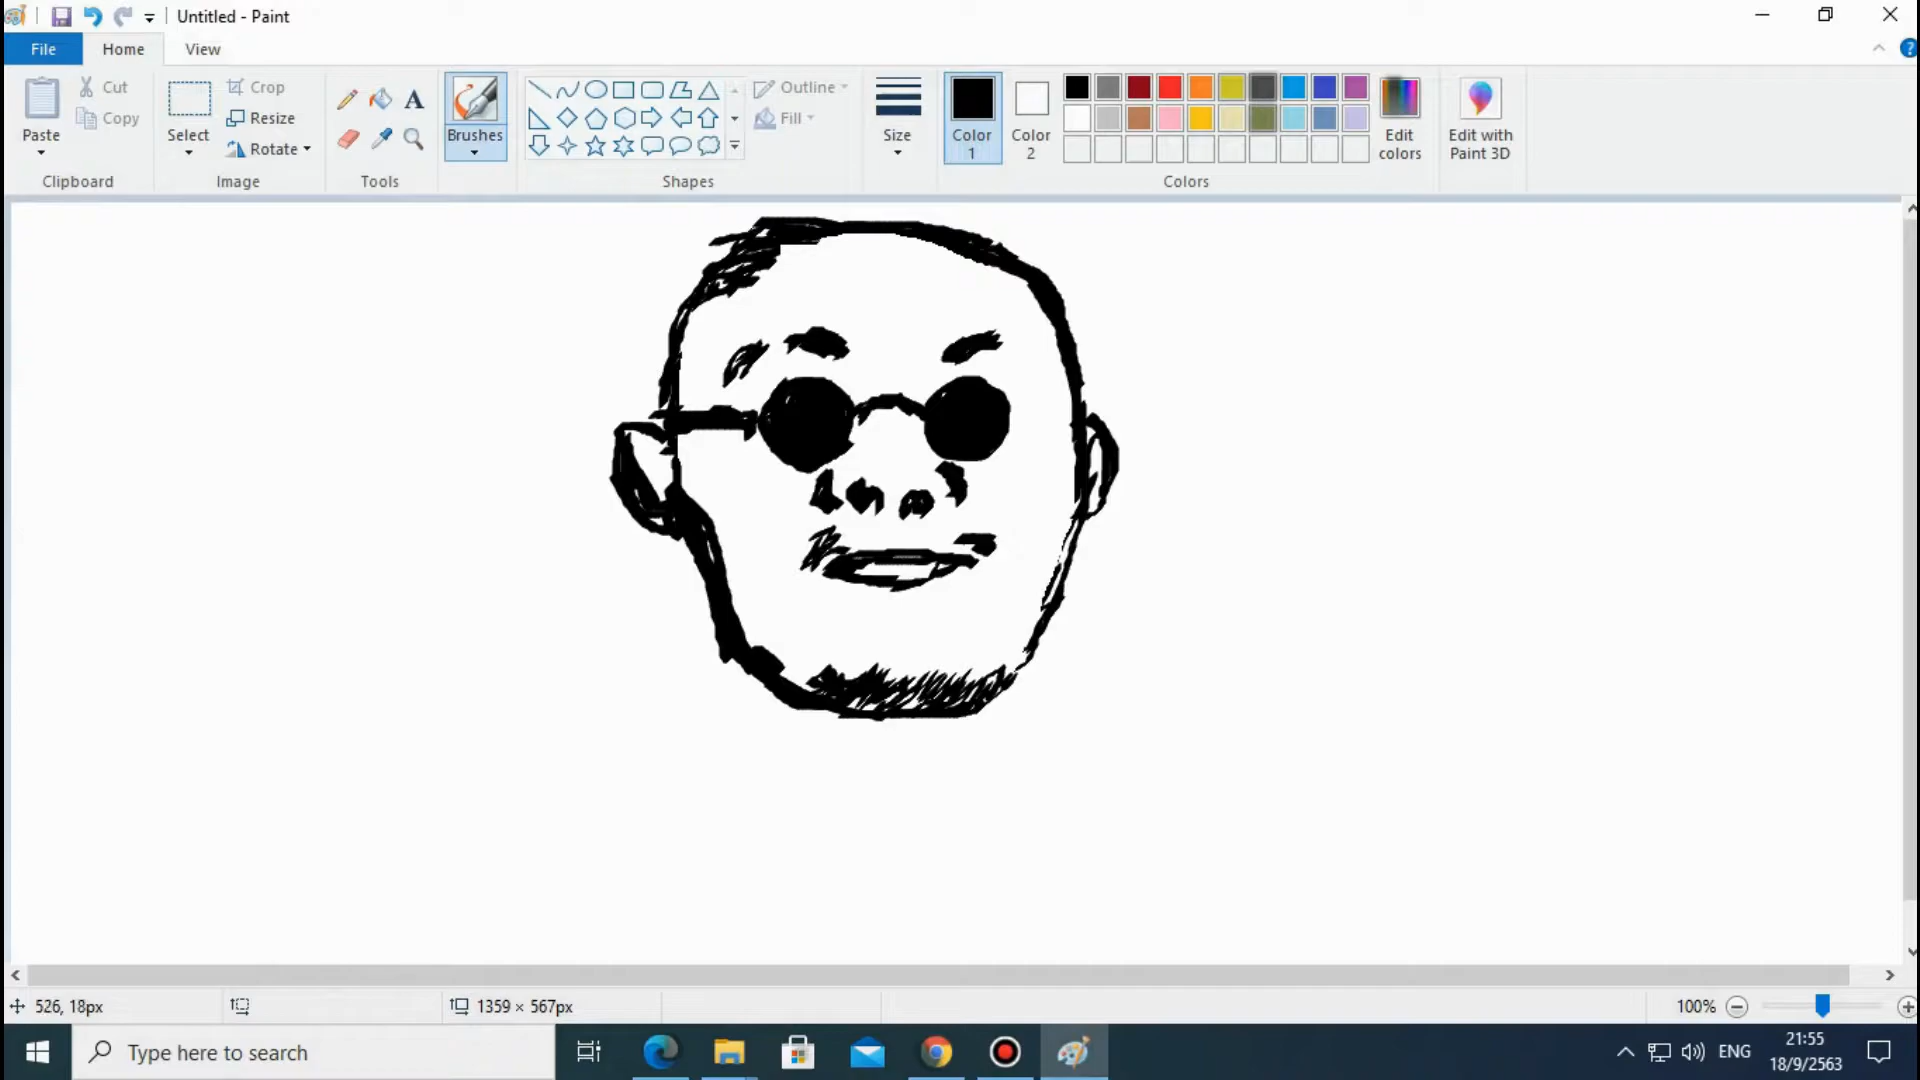 Untitled - Paint
File Home View
Paste Cut Copy Clipboard
Select Crop Resize Rotate Image
A Tools
Brushes
Outline Fill Shapes
Size
Color 1 Color 2 Edit colors Colors
Edit with Paint 3D
?
526, 18px 1359 × 567px 100%
Type here to search ENG 21:55
18/9/2563